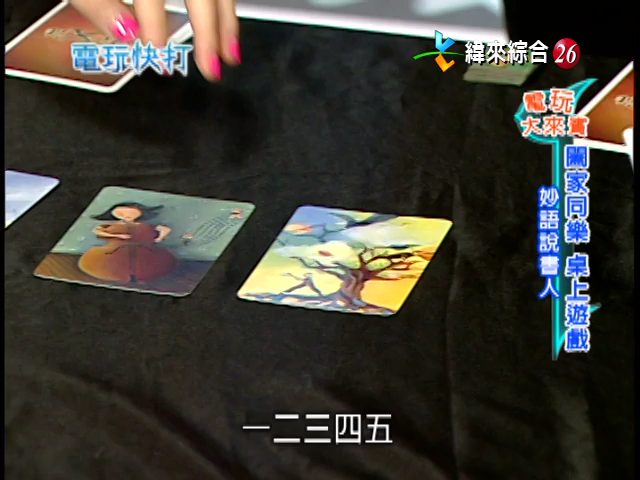 電玩快打
緯來綜合 26
電玩
大來賓
闔家同樂 桌上遊戲
妙語說書人
一二三四五